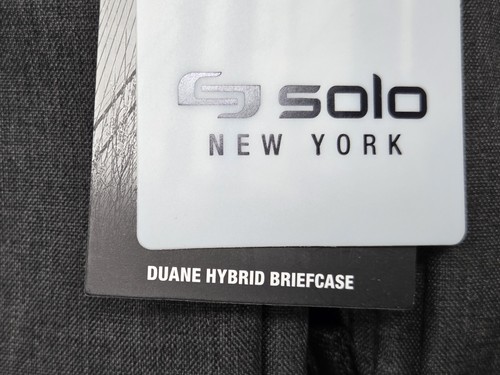 solo
NEW YORK
DUANE HYBRID BRIEFCASE